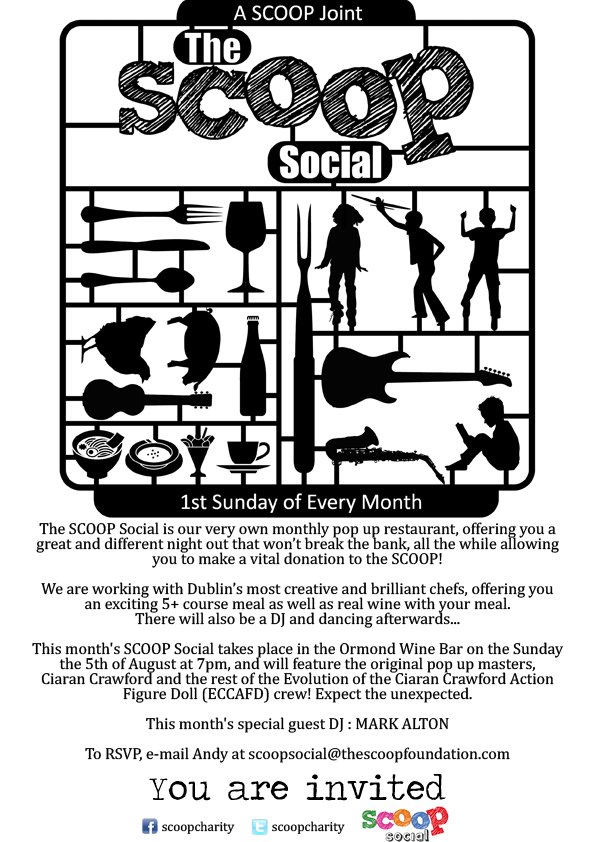 A SCOOP Joint
The
scoop
Social
1st Sunday of Every Month
The SCOOP Social is our very own monthly pop up restaurant, offering you a
great and different night out that won't break the bank, all the while allowing
you to make a vital donation to the SCOOP!
We are working with Dublin's most creative and brilliant chefs, offering you
an exciting 5+ course meal as well as real wine with your meal.
There will also be a DJ and dancing afterwards...
This month's SCOOP Social takes place in the Ormond Wine Bar on the Sunday
the 5th of August at 7pm, and will feature the original pop up masters,
Ciaran Crawford and the rest of the Evolution of the Ciaran Crawford Action
Figure Doll (ECCAFD) crew! Expect the unexpected.
This month's special guest DJ : MARK ALTON
To RSVP, e-mail Andy at scoopsocial@thescoopfoundation.com
You are invited
f scoopcharity t scoopcharity scoop
social